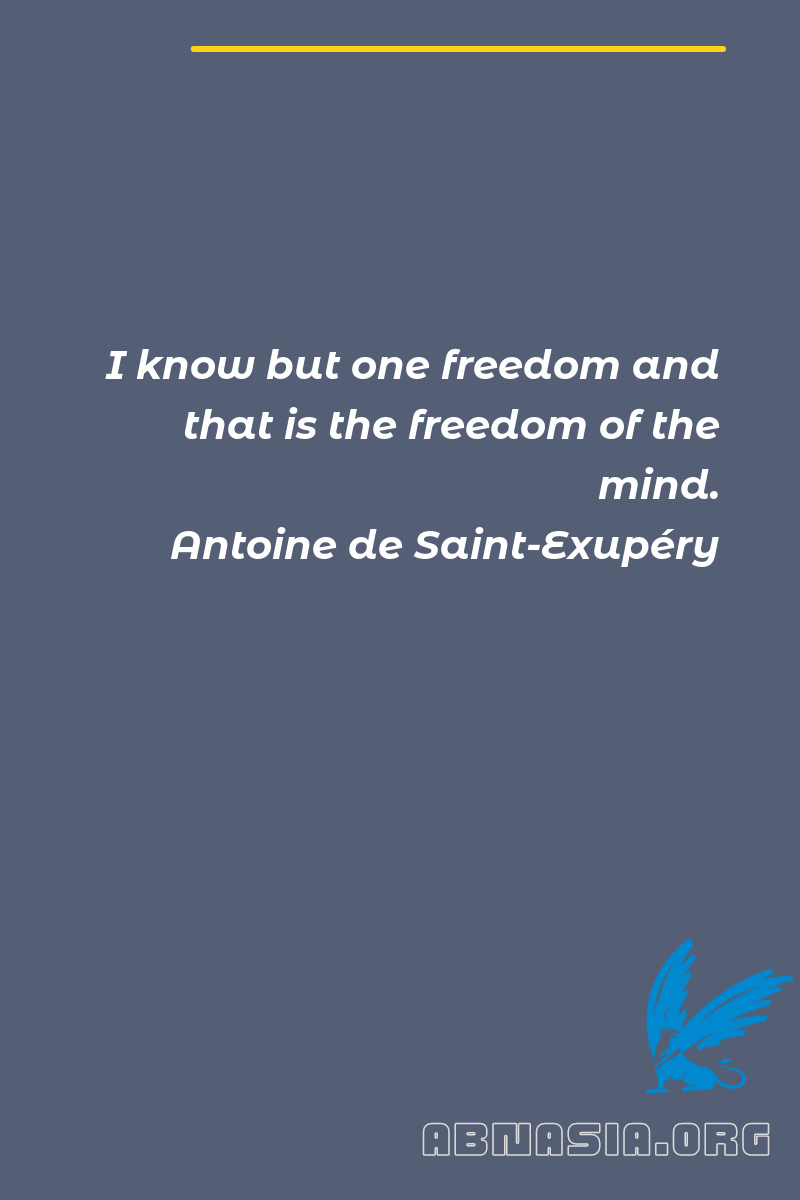 I know but one freedom and
that is the freedom of the
mind.
Antoine de Saint-Exupéry
ABNASIA.ORG